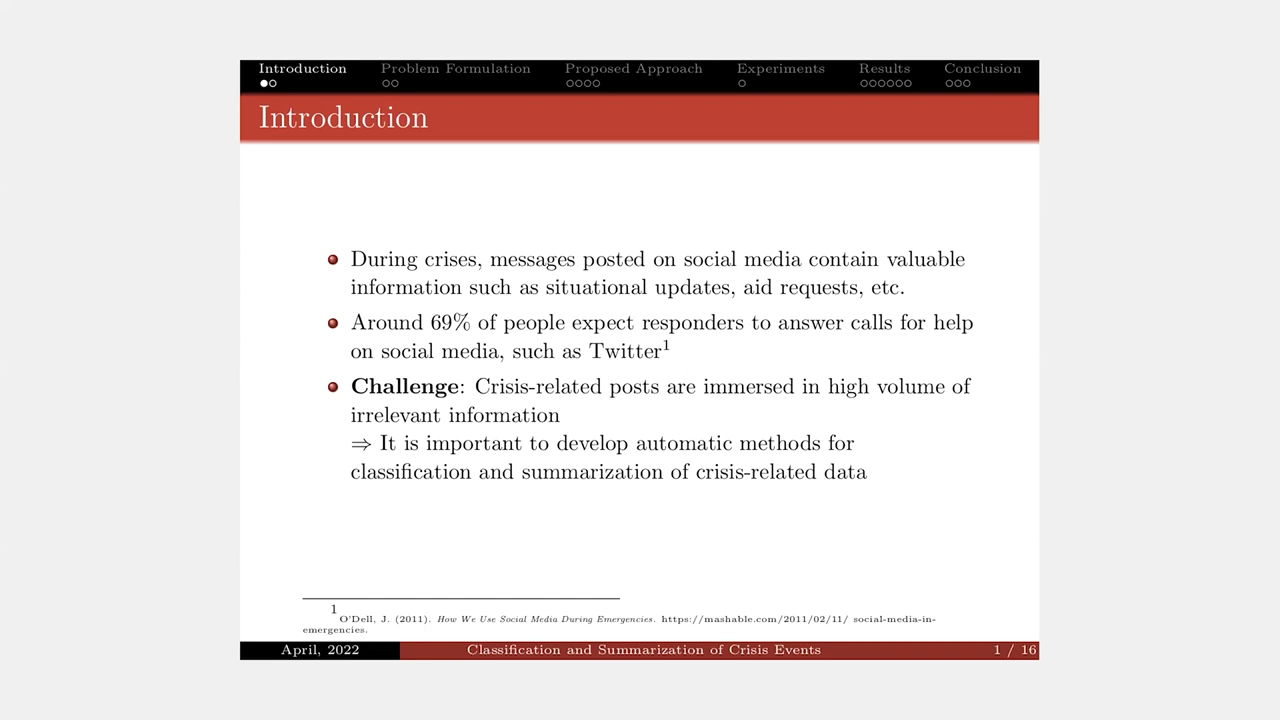 Introduction Problem Formulation Proposed Approach Experiments Results Conclusion
Introduction
During crises, messages posted on social media contain valuable
information such as situational updates, aid requests, etc.
Around 69% of people expect responders to answer calls for help
on social media, such as Twitter1
Challenge: Crisis-related posts are immersed in high volume of
irrelevant information
⇒ It is important to develop automatic methods for
classification and summarization of crisis-related data
1
O'Dell, J. (2011). How We Use Social Media During Emergencies. https://mashable.com/2011/02/11/ social-media-in-
emergencies.
April, 2022 Classification and Summarization of Crisis Events 1 / 16